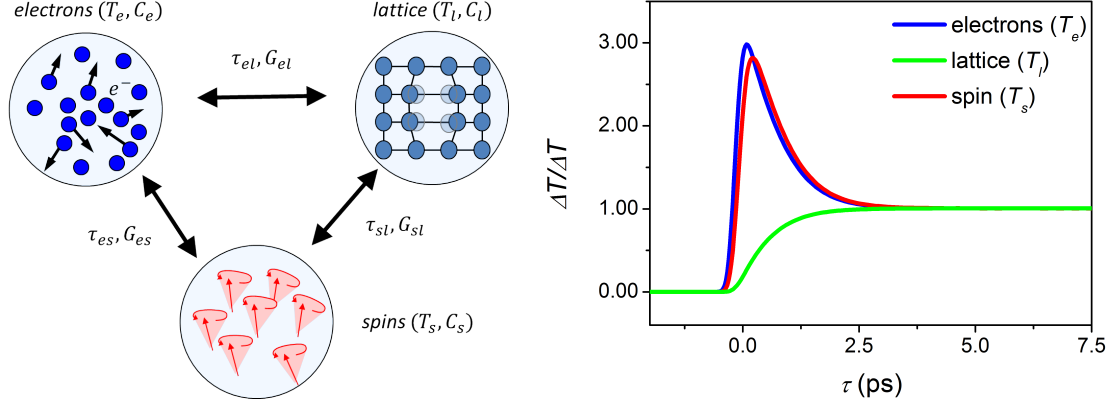 electrons (Te, Ce)
lattice (Tl, Cl)
τel, Gel
e−
τes, Ges
τsl, Gsl
spins (Ts, Cs)
electrons (Te)
lattice (Tl)
spin (Ts)
ΔT/ΔT
3.00
2.00
1.00
0.00
0.0
2.5
5.0
7.5
τ (ps)